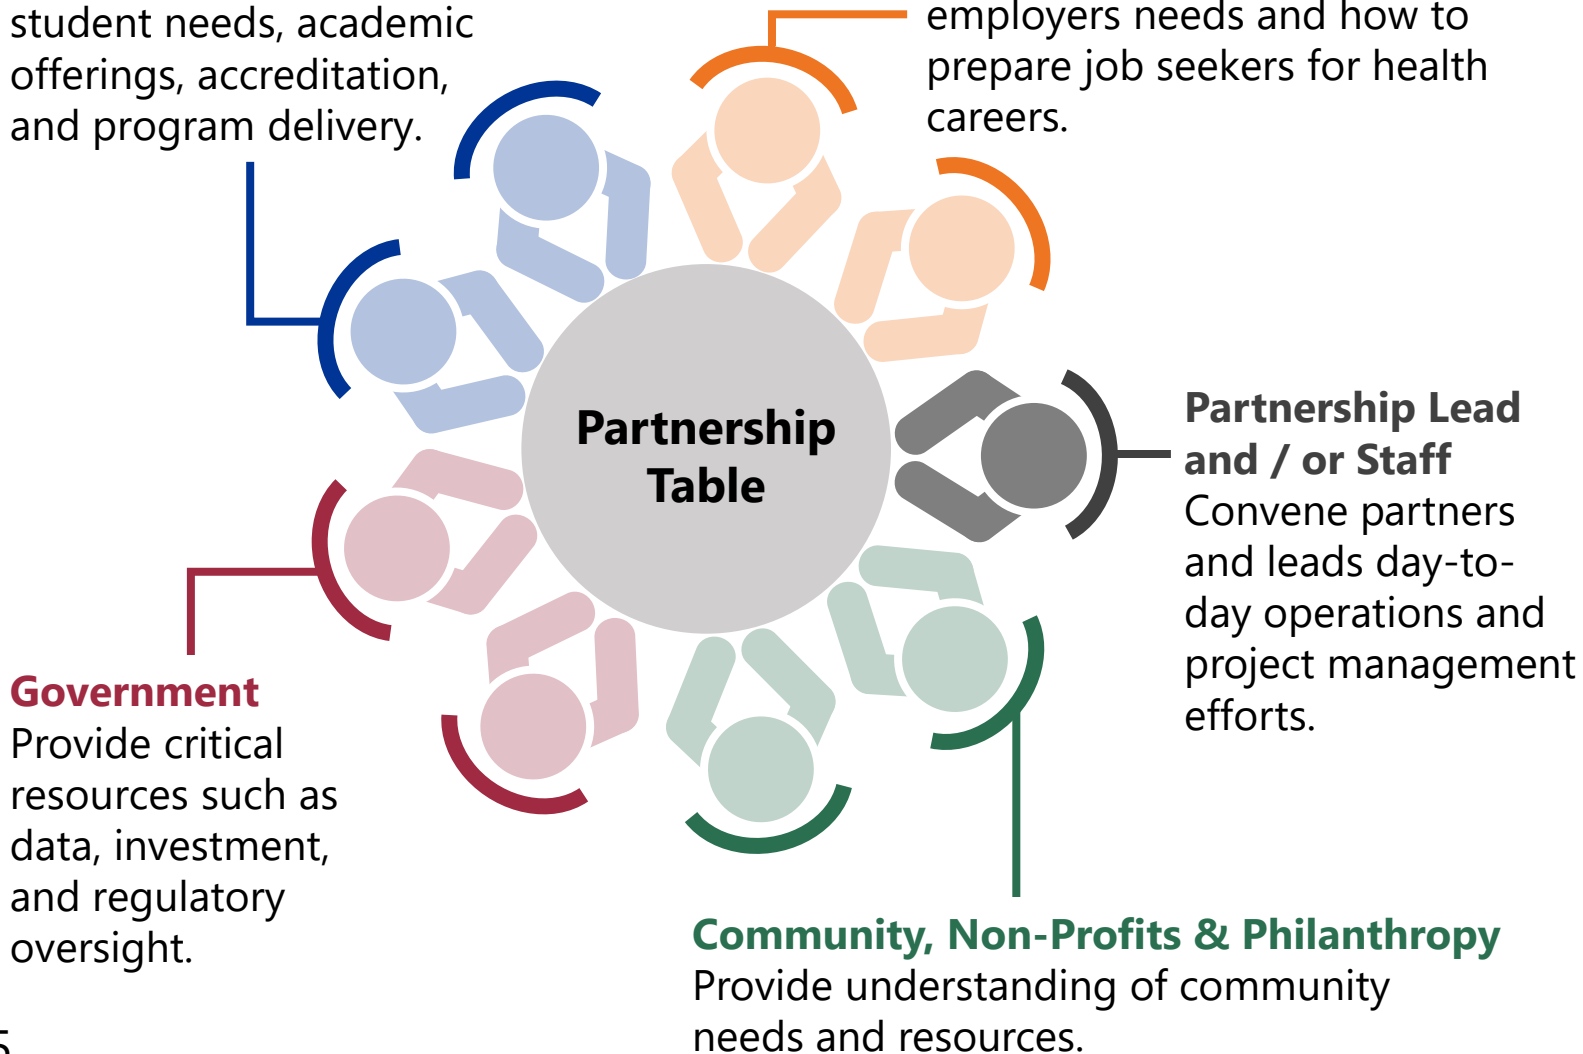 student needs, academic
offerings, accreditation,
and program delivery.
employers needs and how to
prepare job seekers for health
careers.
Partnership
Table
Partnership Lead
and / or Staff
Convene partners
and leads day-to-
day operations and
project management
efforts.
Government
Provide critical
resources such as
data, investment,
and regulatory
oversight.
Community, Non-Profits & Philanthropy
Provide understanding of community
needs and resources.
5